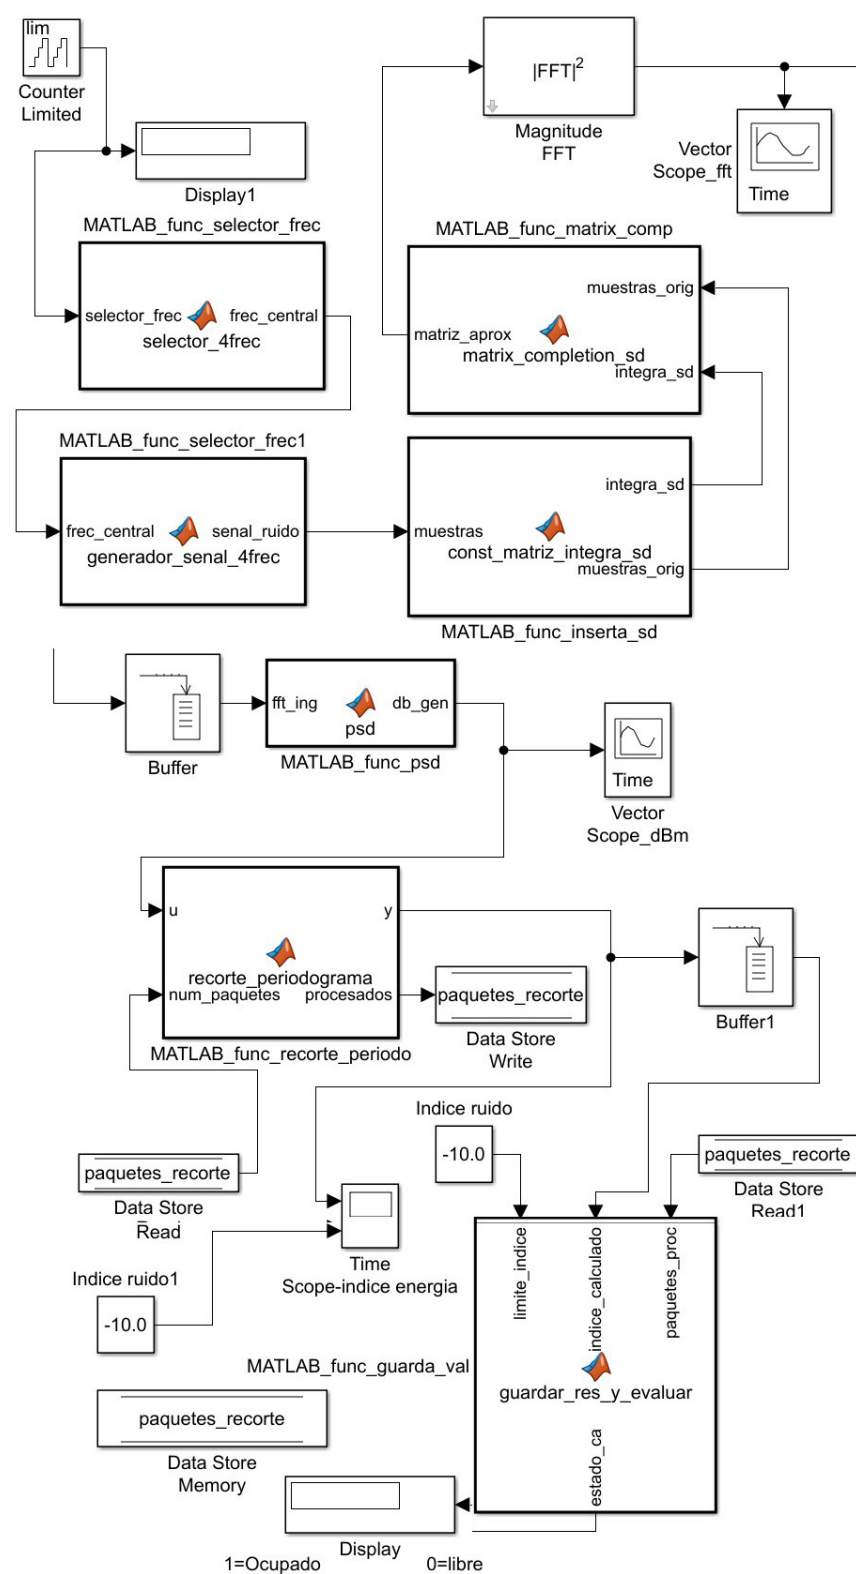 lim
Counter
Limited
Display1
|FFT|²
Magnitude
FFT
Vector
Scope_fft
Time
MATLAB_func_selector_frec
selector_frec
frec_central
selector_4frec
MATLAB_func_matrix_comp
muestras_orig
matriz_aprox
matrix_completion_sd
integra_sd
MATLAB_func_selector_frec1
frec_central
senal_ruido
generador_senal_4frec
integra_sd
muestras
const_matriz_integra_sd
muestras_orig
MATLAB_func_inserta_sd
Buffer
fft_ing
db_gen
psd
MATLAB_func_psd
Time
Vector
Scope_dBm
u
y
recorte_periodograma
num_paquetes
procesados
MATLAB_func_recorte_periodo
paquetes_recorte
Data Store
Write
Buffer1
Indice ruido
-10.0
paquetes_recorte
Data Store
Read
paquetes_recorte
Data Store
Read1
Time
Scope-indice energia
Indice ruido1
-10.0
limite_indice
indice_calculado
paquetes_proc
MATLAB_func_guarda_val
guardar_res_y_evaluar
estado_ca
paquetes_recorte
Data Store
Memory
Display
1=Ocupado
0=libre